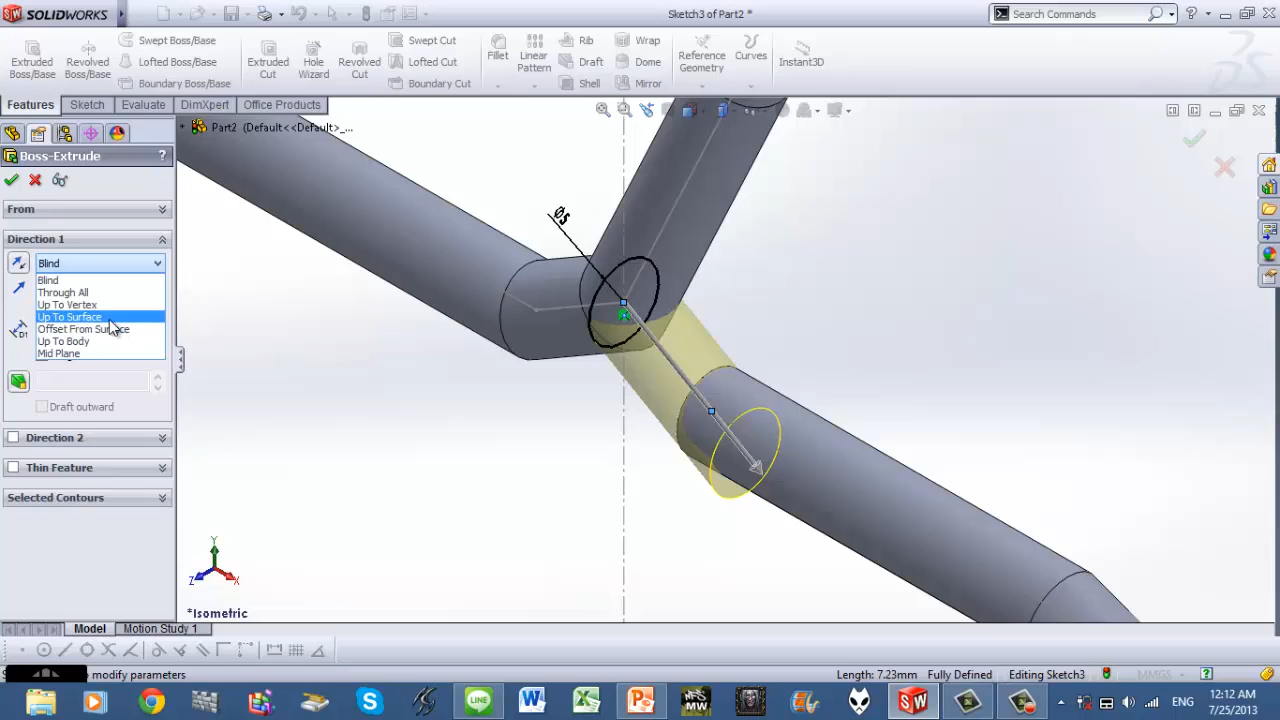 SOLIDWORKS
Sketch3 of Part2 *
Search Commands
Extruded Boss/Base
Revolved Boss/Base
Swept Boss/Base
Lofted Boss/Base
Boundary Boss/Base
Extruded Cut
Hole Wizard
Revolved Cut
Swept Cut
Lofted Cut
Boundary Cut
Fillet
Linear Pattern
Rib
Draft
Shell
Wrap
Dome
Mirror
Reference Geometry
Curves
Instant3D
Features
Sketch
Evaluate
DimXpert
Office Products
Part2 (Default<<Default>_...
Boss-Extrude
?
From
Direction 1
Blind
Blind
Through All
Up To Vertex
Up To Surface
Offset From Surface
Up To Body
Mid Plane
D1
Draft outward
Direction 2
Thin Feature
Selected Contours
Ø5
Y
Z
X
*Isometric
Model
Motion Study 1
modify parameters
Length: 7.23mm
Fully Defined
Editing Sketch3
MMGS
LINE
MW
ENG
12:12 AM
7/25/2013